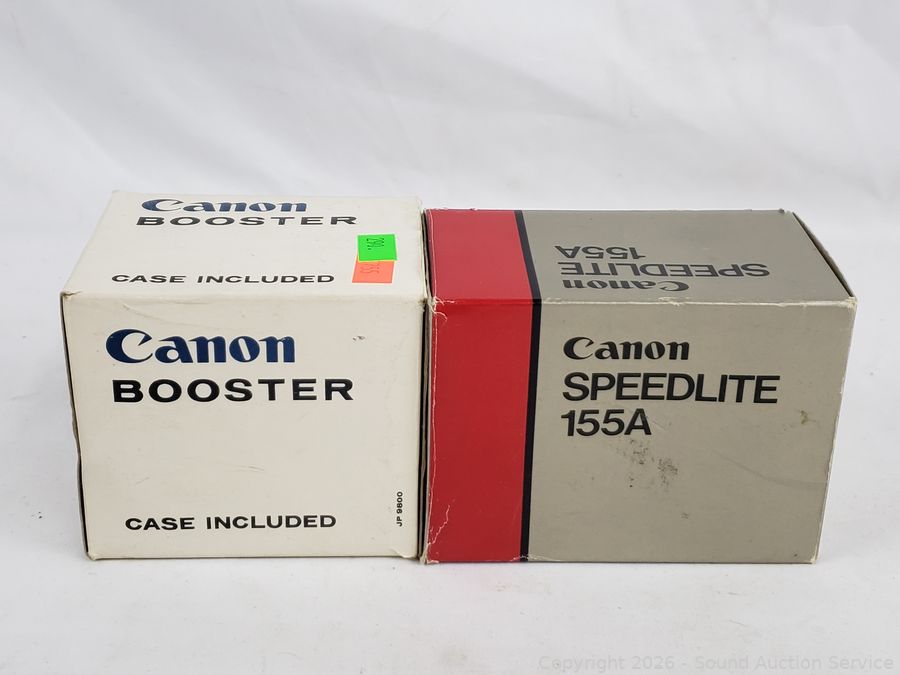 Canon
BOOSTER
CASE INCLUDED
292.
Canon
BOOSTER
CASE INCLUDED
JP 9800
Canon
SPEEDLITE
155A
Canon
SPEEDLITE
155A
Copyright 2026 - Sound Auction Service